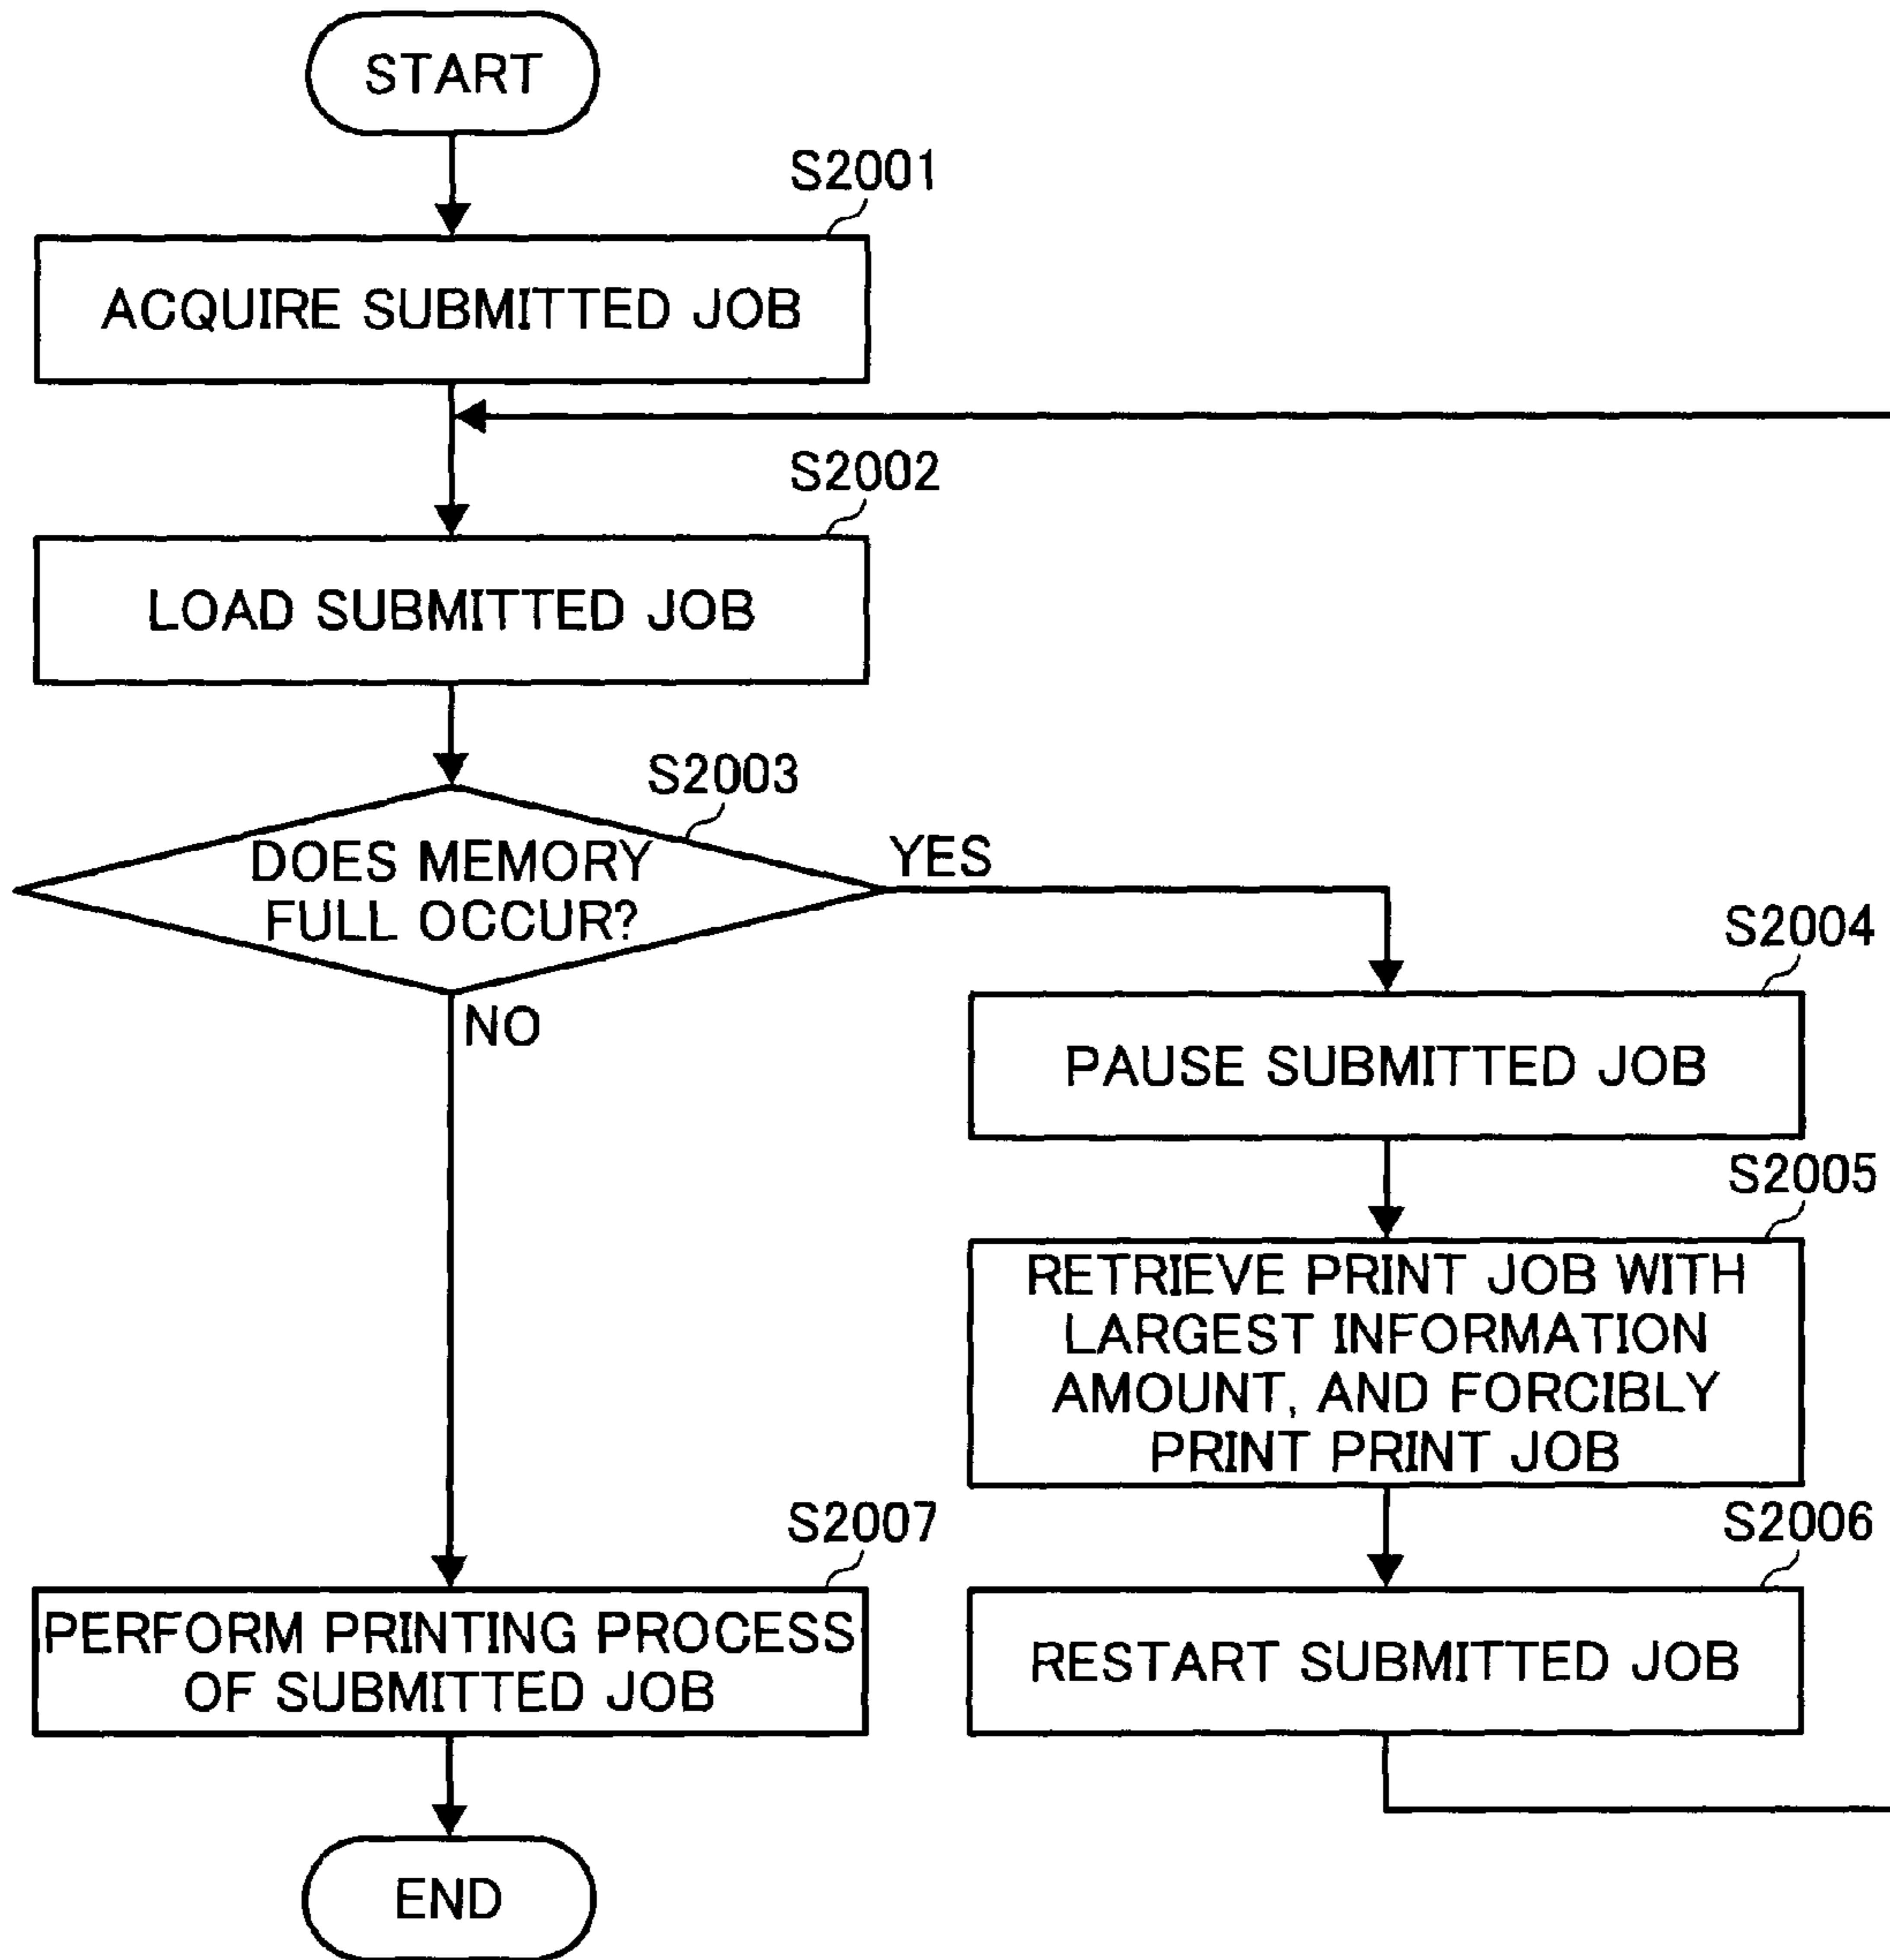 START
S2001
ACQUIRE SUBMITTED JOB
S2002
LOAD SUBMITTED JOB
S2003
DOES MEMORY
FULL OCCUR?
YES
NO
S2004
PAUSE SUBMITTED JOB
S2005
RETRIEVE PRINT JOB WITH
LARGEST INFORMATION
AMOUNT, AND FORCIBLY
PRINT PRINT JOB
S2006
RESTART SUBMITTED JOB
S2007
PERFORM PRINTING PROCESS
OF SUBMITTED JOB
END